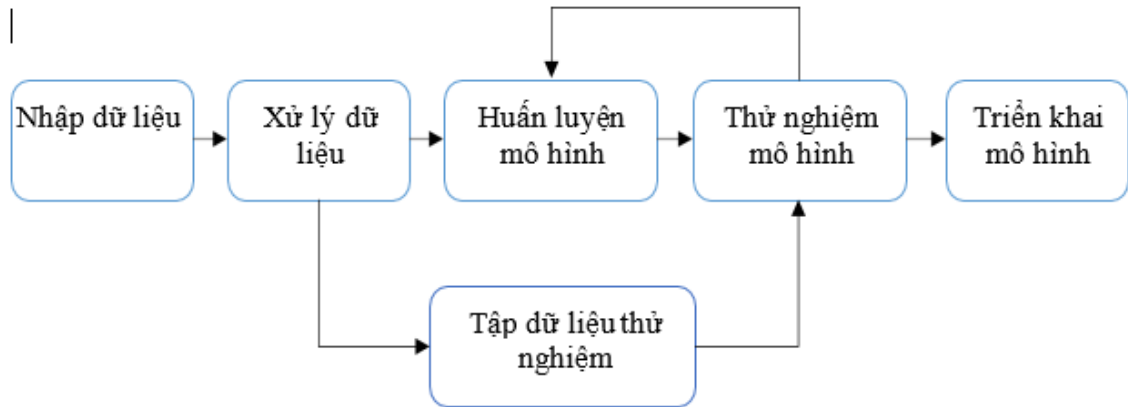 Nhập dữ liệu
Xử lý dữ
liệu
Huấn luyện
mô hình
Thử nghiệm
mô hình
Triển khai
mô hình
Tập dữ liệu thử
nghiệm